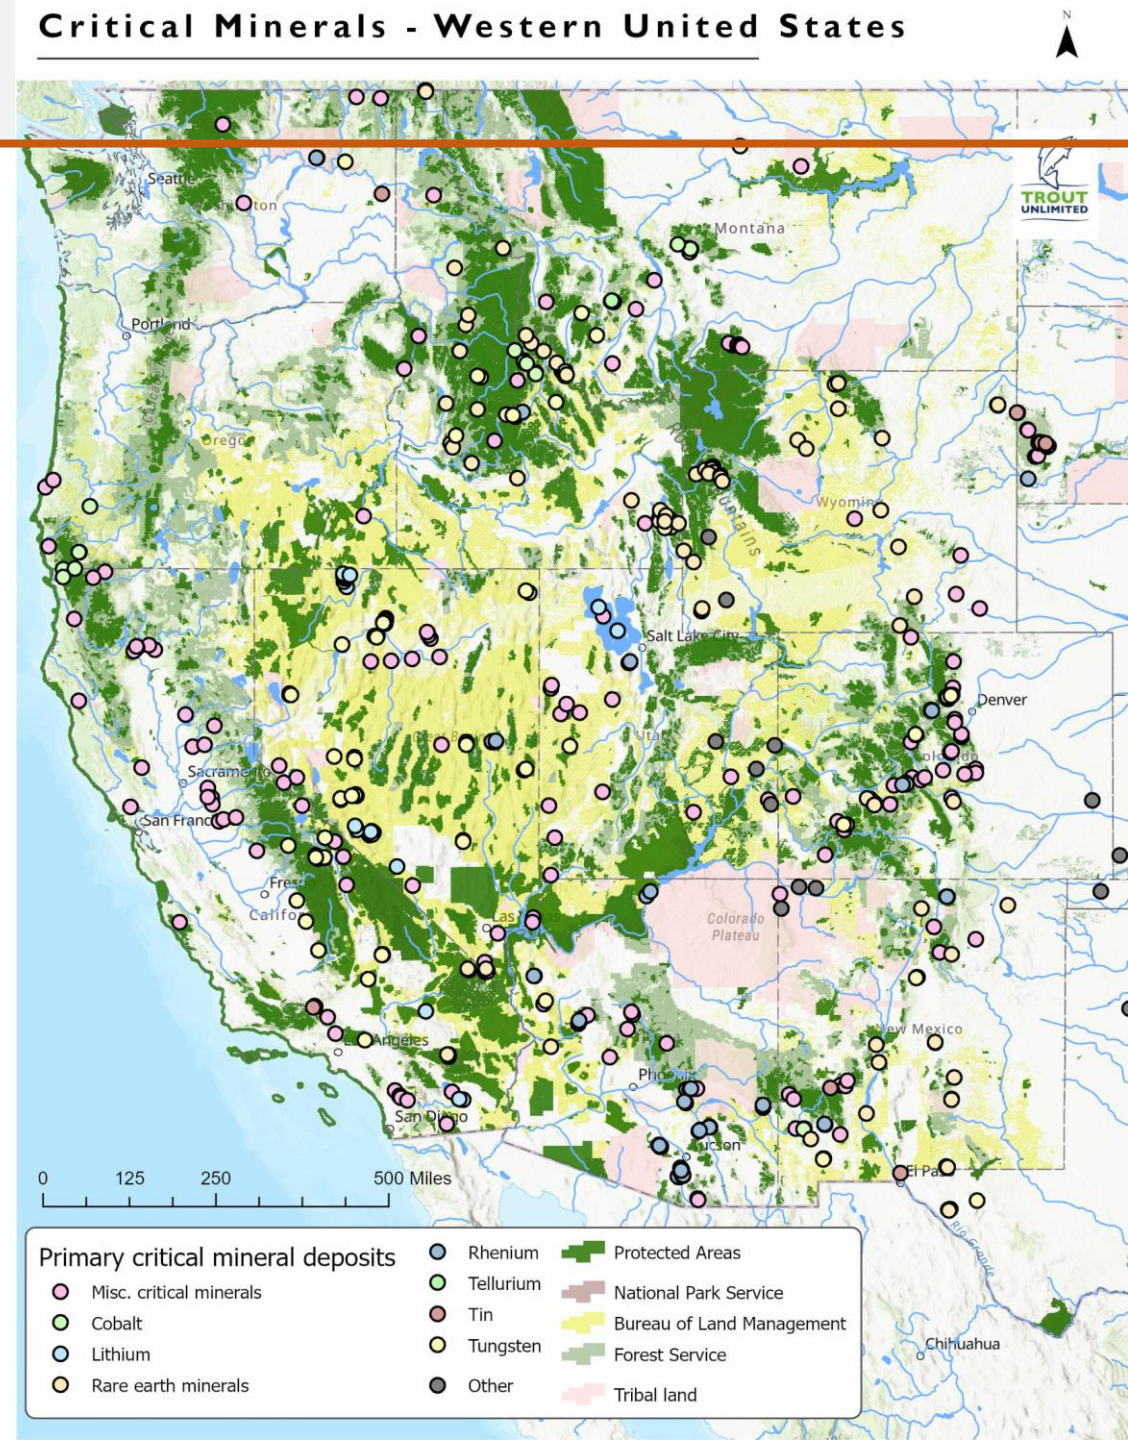 Critical Minerals - Western United States
N
Seattle
TROUT
UNLIMITED
Montana
Portland
Wyoming
Salt Lake City
Denver
Sacramento
San Franc
Colorado
Plateau
New Mexico
Angeles
San Diego
Tucson
El Pa
Rio Grande
Chihuahua
0 125 250 500 Miles
Primary critical mineral deposits
Misc. critical minerals
Cobalt
Lithium
Rare earth minerals
Rhenium
Tellurium
Tin
Tungsten
Other
Protected Areas
National Park Service
Bureau of Land Management
Forest Service
Tribal land